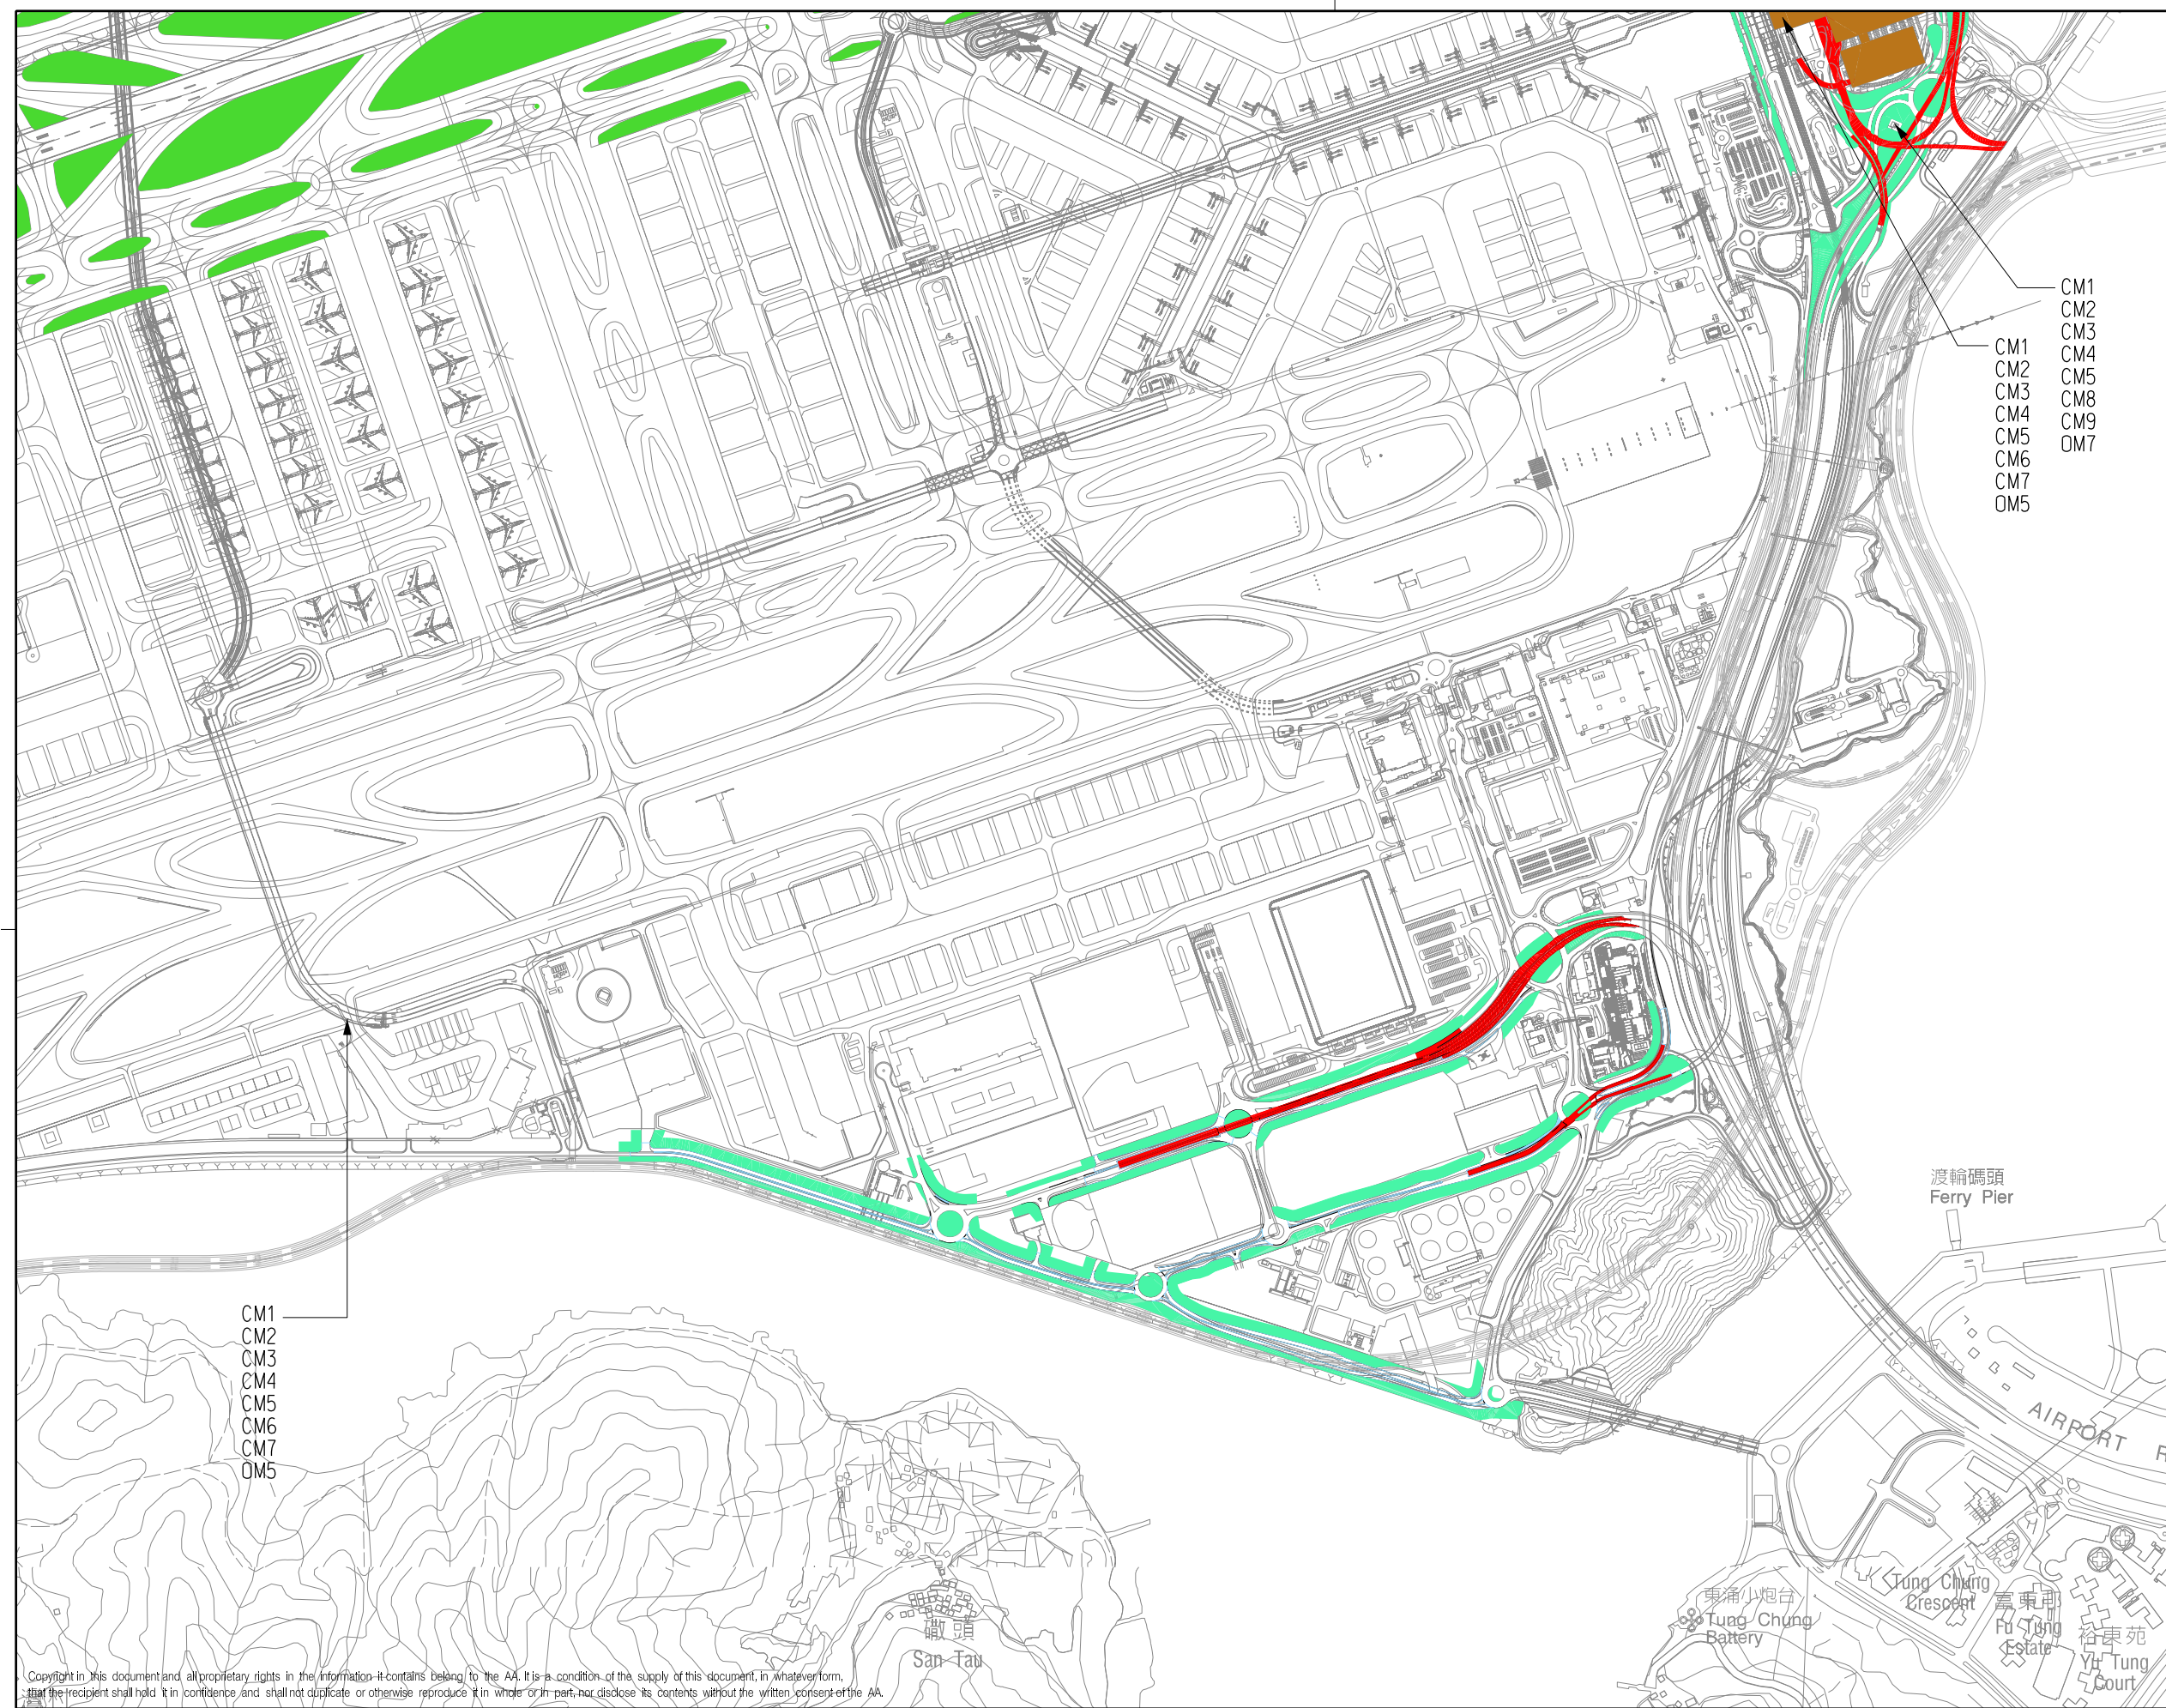 CM1
CM2
CM3
CM4
CM5
CM8
CM9
OM7
CM1
CM2
CM3
CM4
CM5
CM6
CM7
OM5
渡輪碼頭
Ferry Pier
CM1
CM2
CM3
CM4
CM5
CM6
CM7
OM5
AIRPORT R
東涌小炮台
Tung Chung
Battery
Tung Chung
Crescent
富東邨
Fu Tung
Estate
裕東苑
Yu Tung
Court
䃟頭
San Tau
Copyright in this document and all proprietary rights in the information it contains belong to the AA. It is a condition of the supply of this document, in whatever form,
that the recipient shall hold it in confidence and shall not duplicate or otherwise reproduce it in whole or in part, nor disclose its contents without the written consent of the AA.